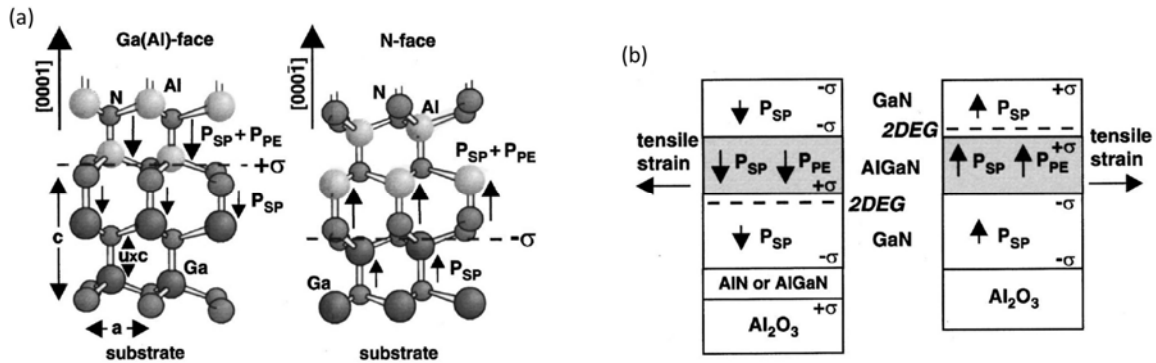 (a)
Ga(Al)-face
[0001]
N
Al
P_SP + P_PE
+σ
P_SP
c
uxc
Ga
a
substrate
N-face
[0001̄]
N
Al
P_SP + P_PE
-σ
P_SP
Ga
substrate
(b)
tensile
strain
-σ
P_SP
-σ
P_SP
P_PE
+σ
P_SP
-σ
AlN or AlGaN
Al₂O₃
+σ
GaN
2DEG
AlGaN
2DEG
GaN
+σ
P_SP
+σ
P_SP
P_PE
-σ
P_SP
-σ
Al₂O₃
tensile
strain